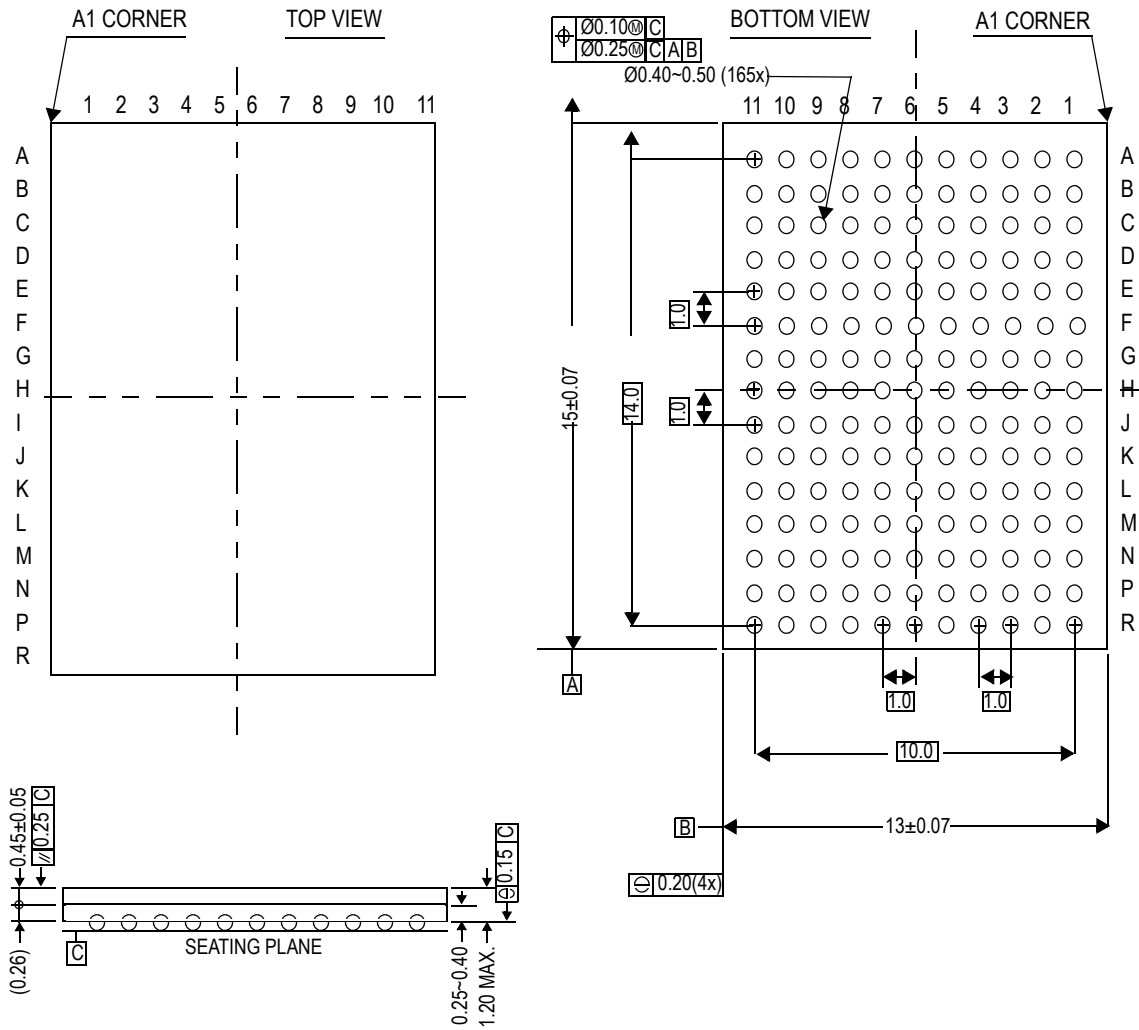 A1 CORNER
TOP VIEW
1 2 3 4 5 6 7 8 9 10 11
A
B
C
D
E
F
G
H
I
J
K
L
M
N
P
R
Ø0.10Ⓜ C
Ø0.25Ⓜ C A B
BOTTOM VIEW
A1 CORNER
Ø0.40~0.50 (165x)
11 10 9 8 7 6 5 4 3 2 1
A
B
C
D
E
F
G
H
J
K
L
M
N
P
R
1.0
1.0
15±0.07
14.0
A
1.0
1.0
10.0
B
13±0.07
0.20(4x)
0.45±0.05
// 0.25 C
(0.26)
C
SEATING PLANE
0.15 C
0.25~0.40
1.20 MAX.